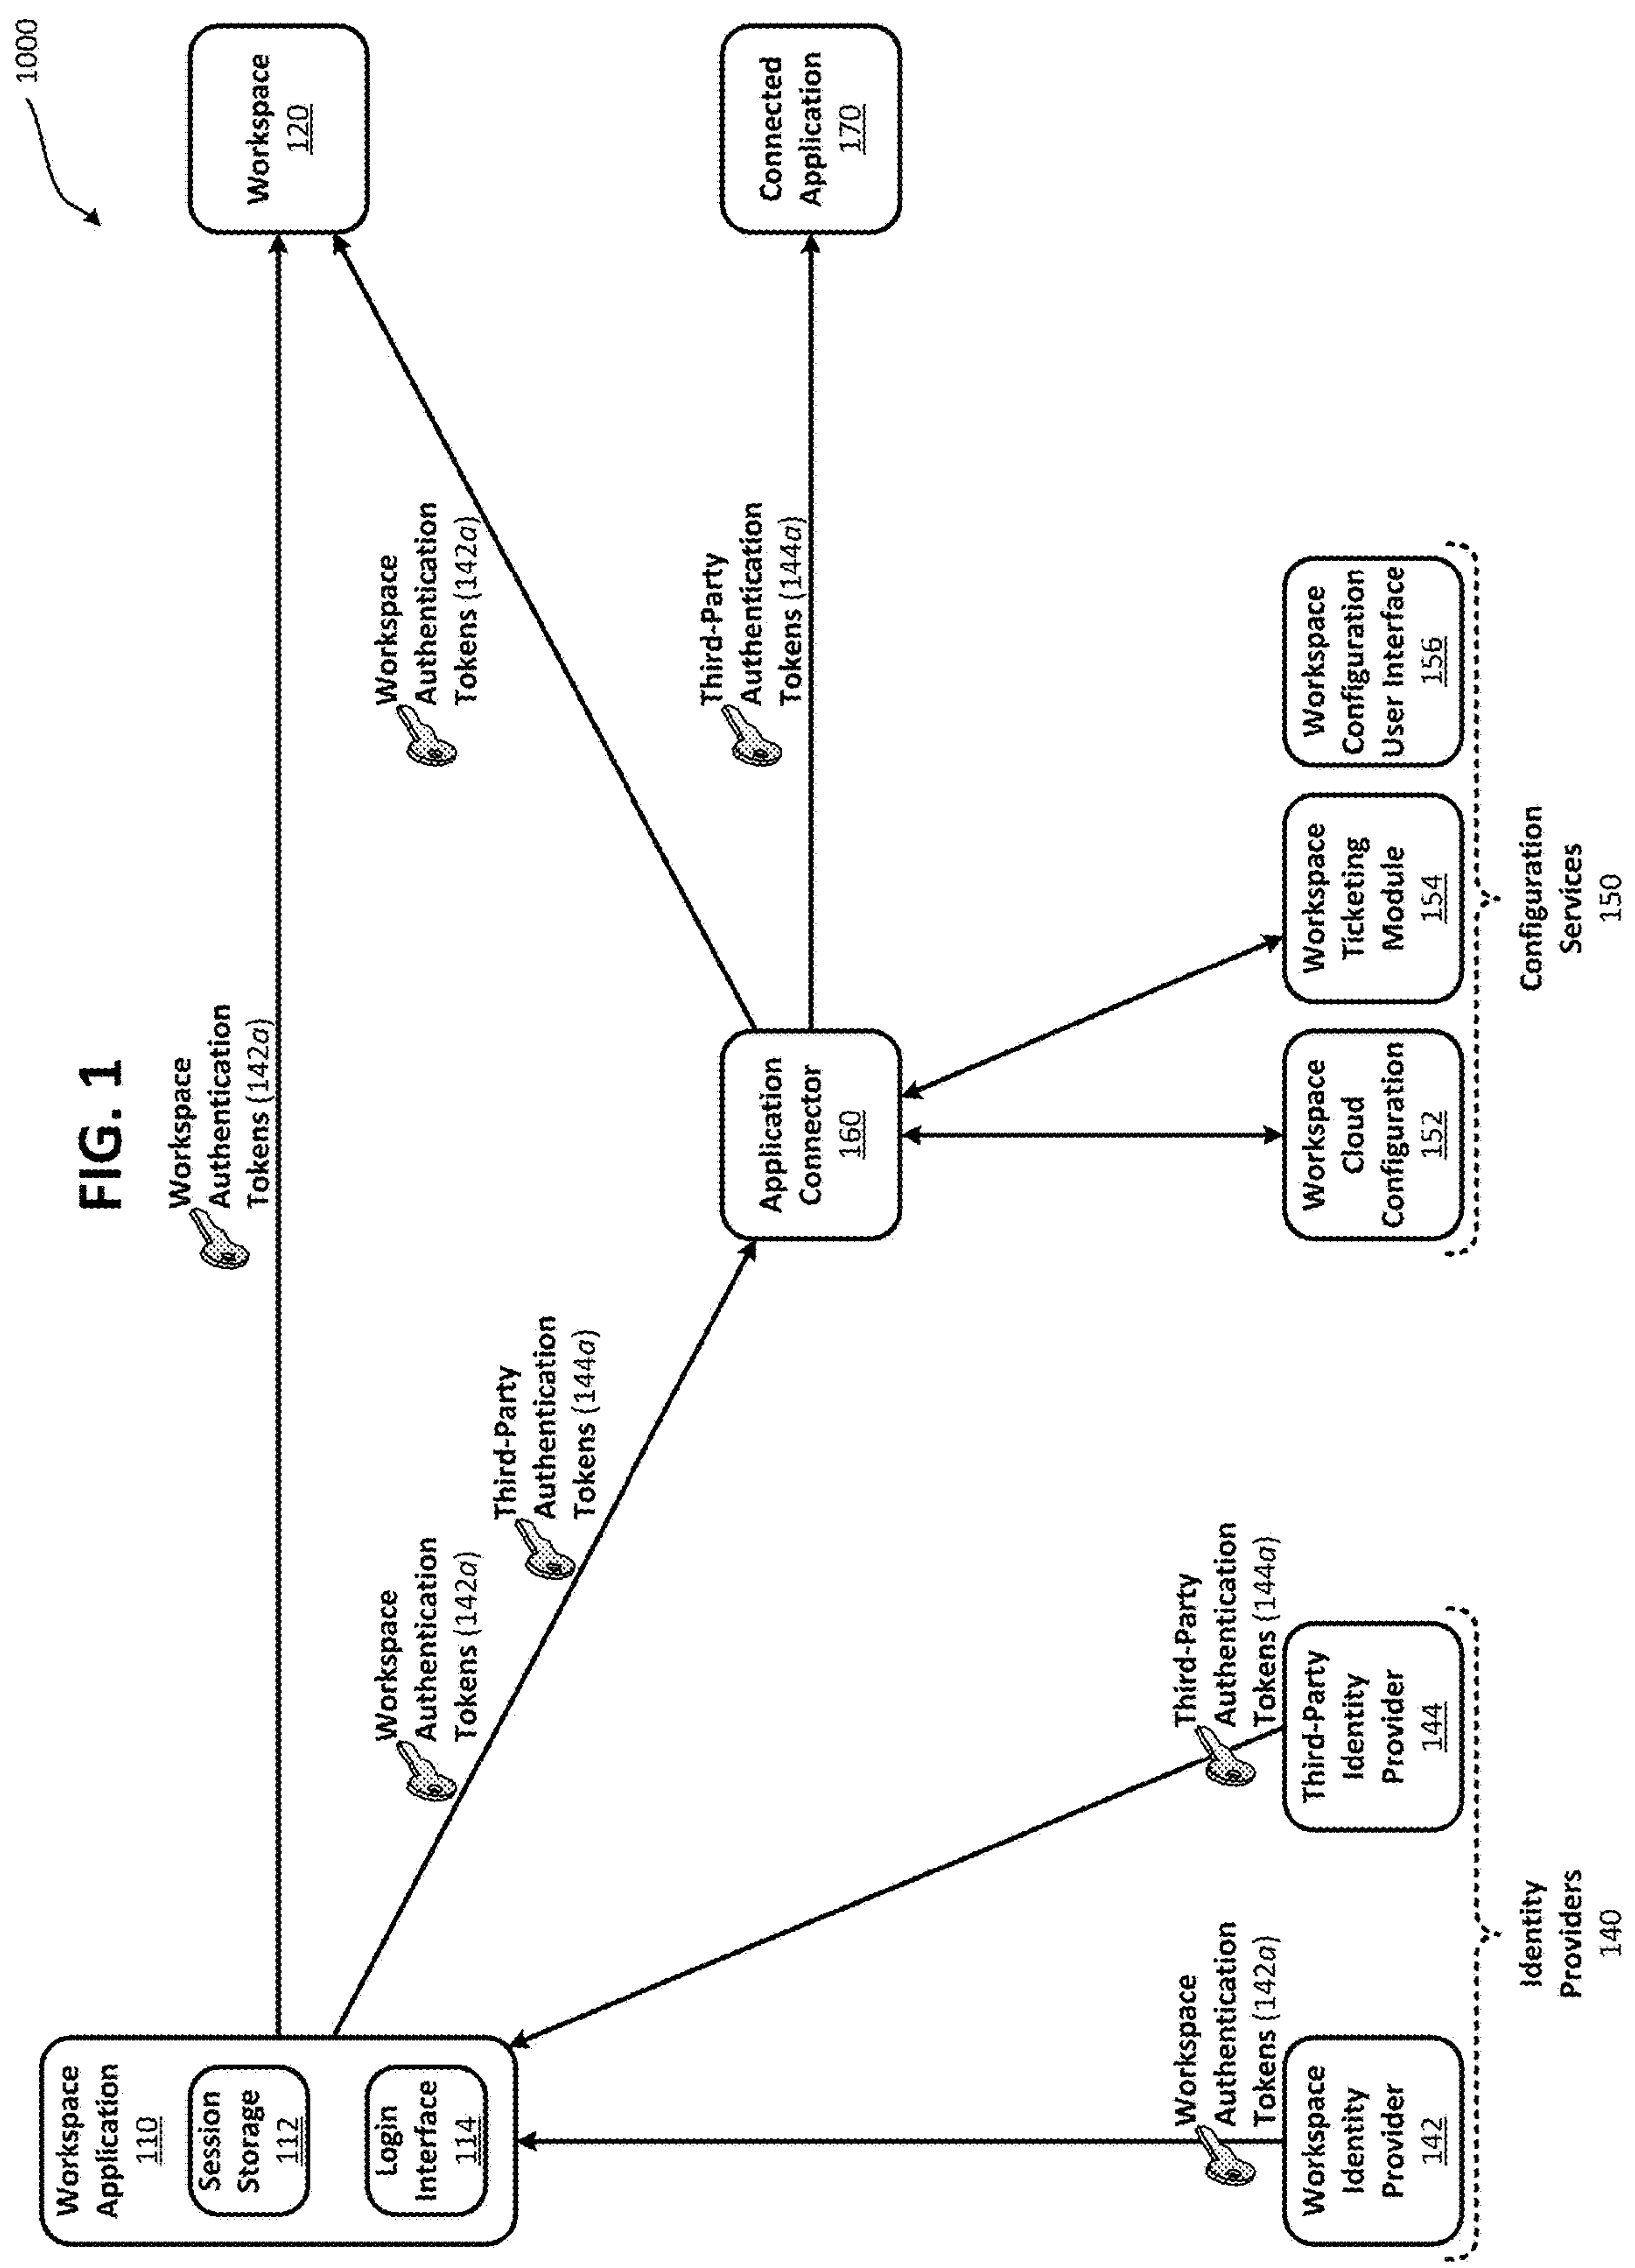 FIG. 1
1000
Workspace
Application
110
Session
Storage
112
Login
Interface
114
Workspace
Authentication
Tokens (142a)
Workspace
120
Workspace
Authentication
Tokens (142a)
Third-Party
Authentication
Tokens (144a)
Workspace
Authentication
Tokens (142a)
Third-Party
Authentication
Tokens (144a)
Application
Connector
160
Connected
Application
170
Workspace
Authentication
Tokens (142a)
Third-Party
Authentication
Tokens (144a)
Workspace
Identity
Provider
142
Third-Party
Identity
Provider
144
Workspace
Cloud
Configuration
152
Workspace
Ticketing
Module
154
Workspace
Configuration
User Interface
156
Identity
Providers
140
Configuration
Services
150